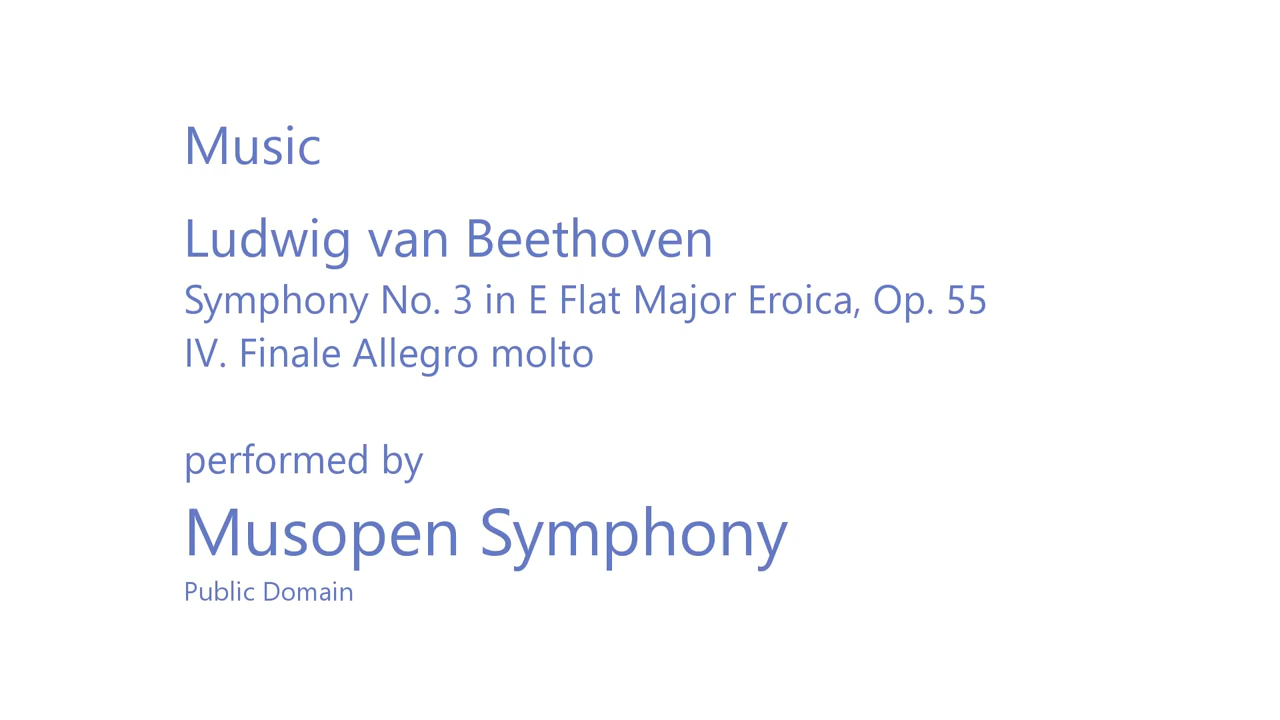 Music
Ludwig van Beethoven
Symphony No. 3 in E Flat Major Eroica, Op. 55
IV. Finale Allegro molto
performed by
Musopen Symphony
Public Domain